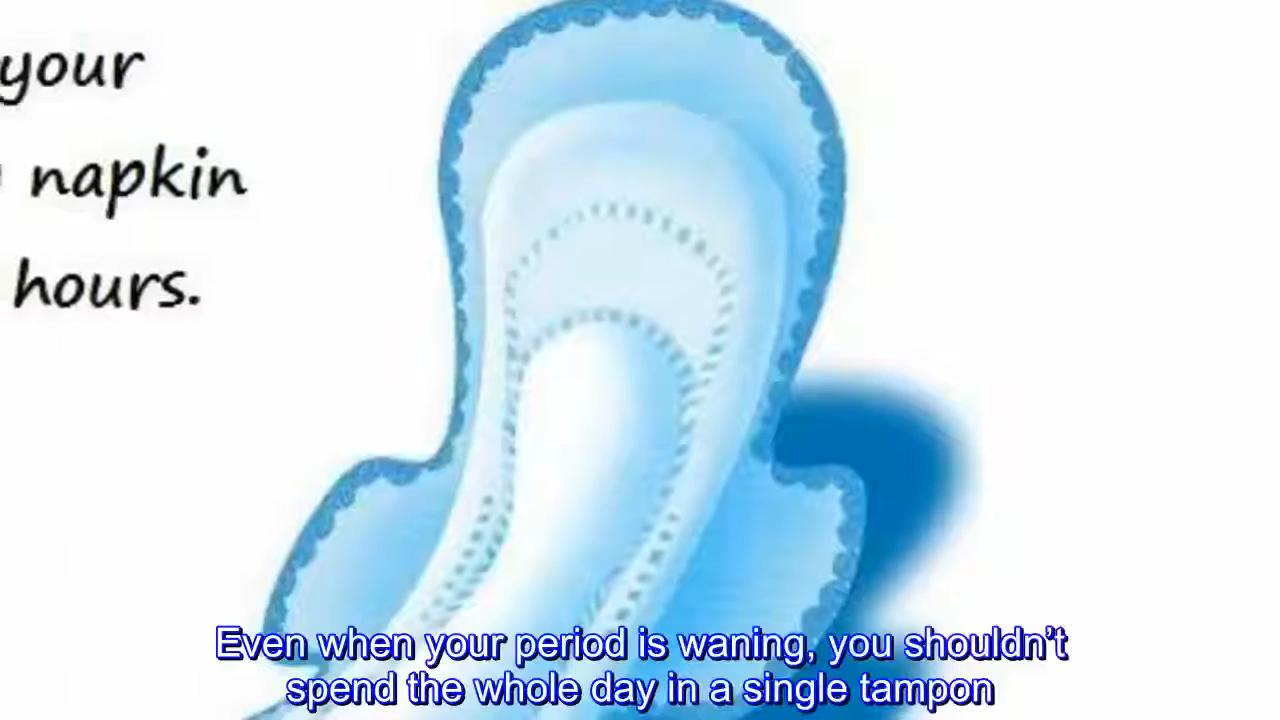 your
napkin
hours.
Even when your period is waning, you shouldn't
spend the whole day in a single tampon